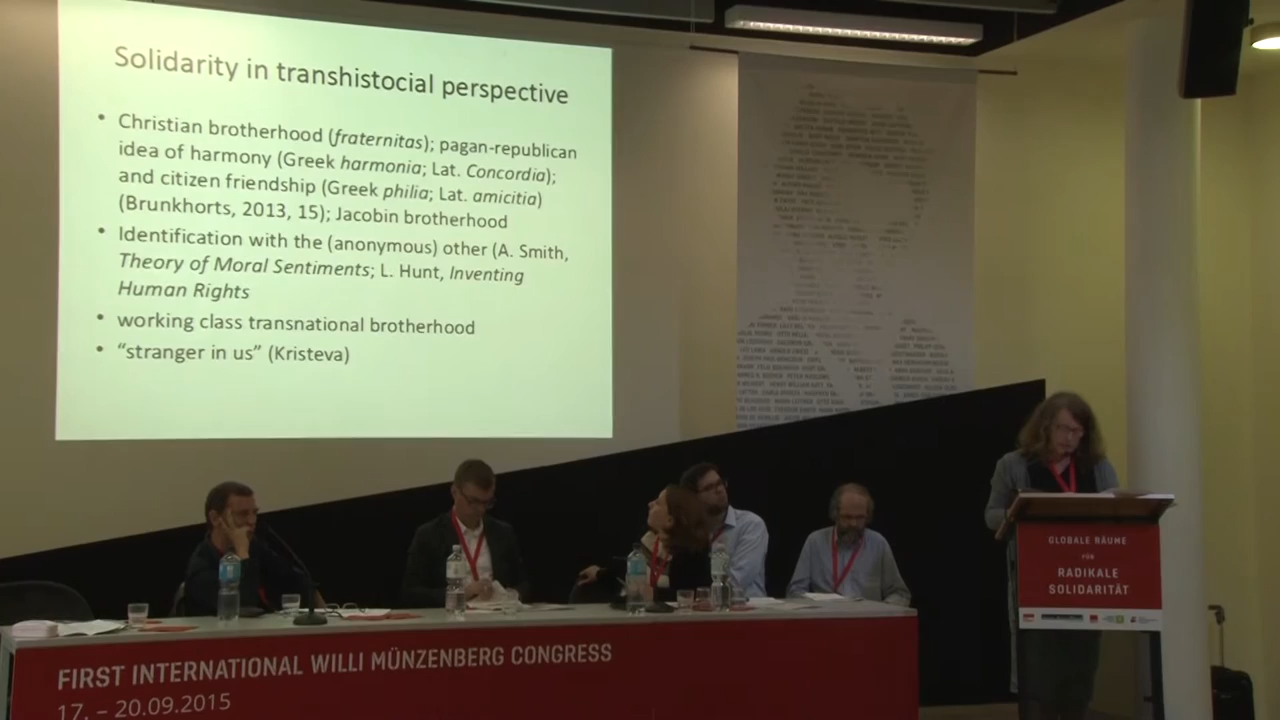 Solidarity in transhistocial perspective
• Christian brotherhood (fraternitas); pagan-republican
idea of harmony (Greek harmonia; Lat. Concordia);
and citizen friendship (Greek philia; Lat. amicitia)
(Brunkhorts, 2013, 15); Jacobin brotherhood
• Identification with the (anonymous) other (A. Smith,
Theory of Moral Sentiments; L. Hunt, Inventing
Human Rights
• working class transnational brotherhood
• “stranger in us” (Kristeva)
GLOBALE RÄUME
FÜR
RADIKALE
SOLIDARITÄT
FIRST INTERNATIONAL WILLI MÜNZENBERG CONGRESS
17. – 20.09.2015